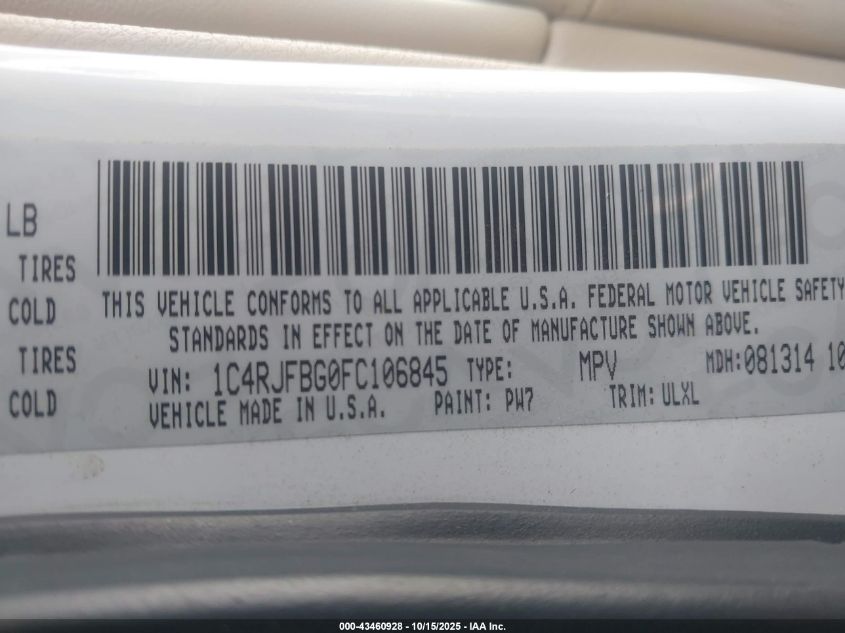 LB
TIRES
COLD
TIRES
COLD
THIS VEHICLE CONFORMS TO ALL APPLICABLE U.S.A. FEDERAL MOTOR VEHICLE SAFETY
STANDARDS IN EFFECT ON THE DATE OF MANUFACTURE SHOWN ABOVE.
VIN: 1C4RJFBG0FC106845 TYPE: MPV MDH:081314 10
VEHICLE MADE IN U.S.A. PAINT: PW7 TRIM: ULXL
000-43460928 - 10/15/2025 - IAA Inc.